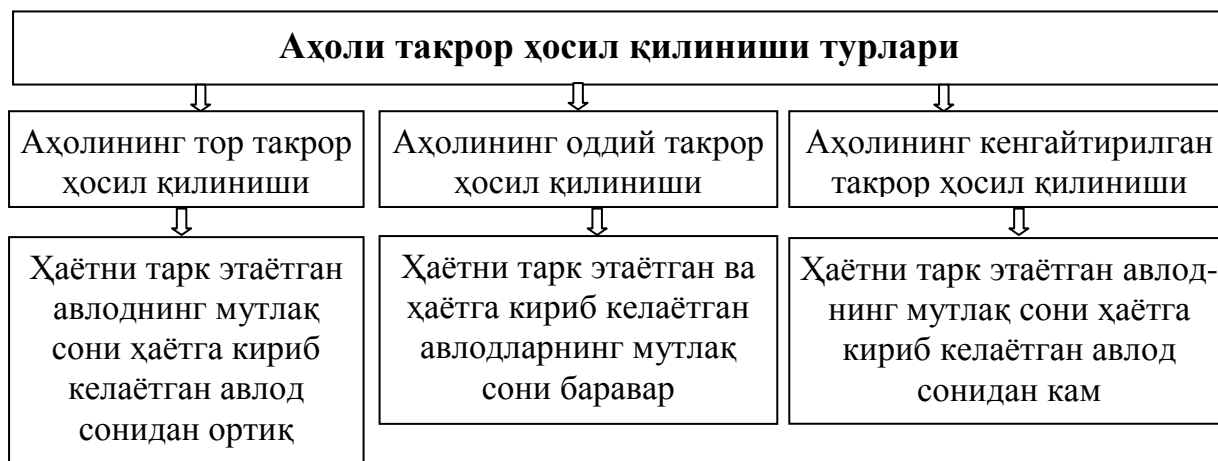 Аҳоли такрор ҳосил қилиниши турлари
Аҳолининг тор такрор
ҳосил қилиниши
Аҳолининг оддий такрор
ҳосил қилиниши
Аҳолининг кенгайтирилган
такрор ҳосил қилиниши
Ҳаётни тарк этаётган
авлоднинг мутлақ
сони ҳаётга кириб
келаётган авлод
сонидан ортиқ
Ҳаётни тарк этаётган ва
ҳаётга кириб келаётган
авлодларнинг мутлақ
сони баравар
Ҳаётни тарк этаётган авлод-
нинг мутлақ сони ҳаётга
кириб келаётган авлод
сонидан кам